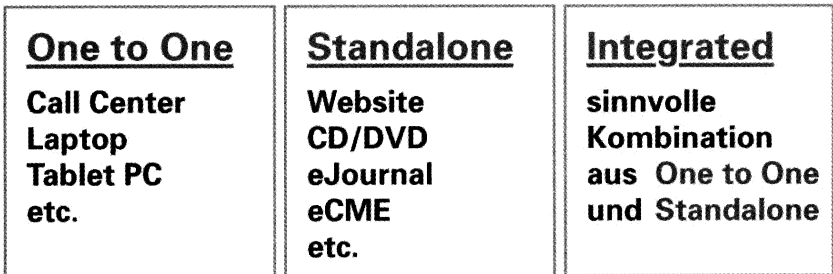 One to One
Call Center
Laptop
Tablet PC
etc.
Standalone
Website
CD/DVD
eJournal
eCME
etc.
Integrated
sinnvolle
Kombination
aus One to One
und Standalone